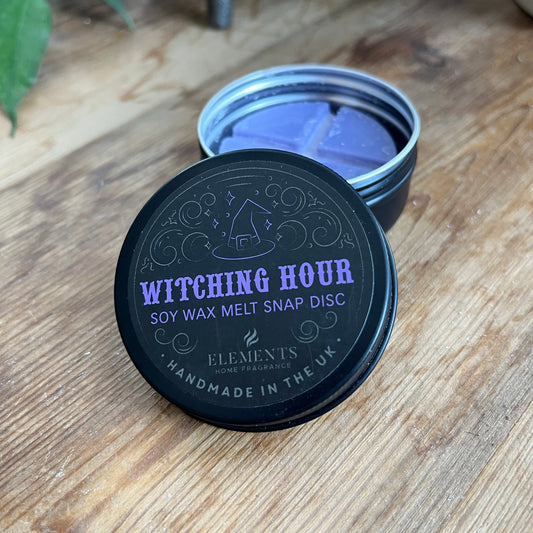 WITCHING HOUR
SOY WAX MELT SNAP DISC
ELEMENTS
HOME FRAGRANCE
• HANDMADE IN THE UK •